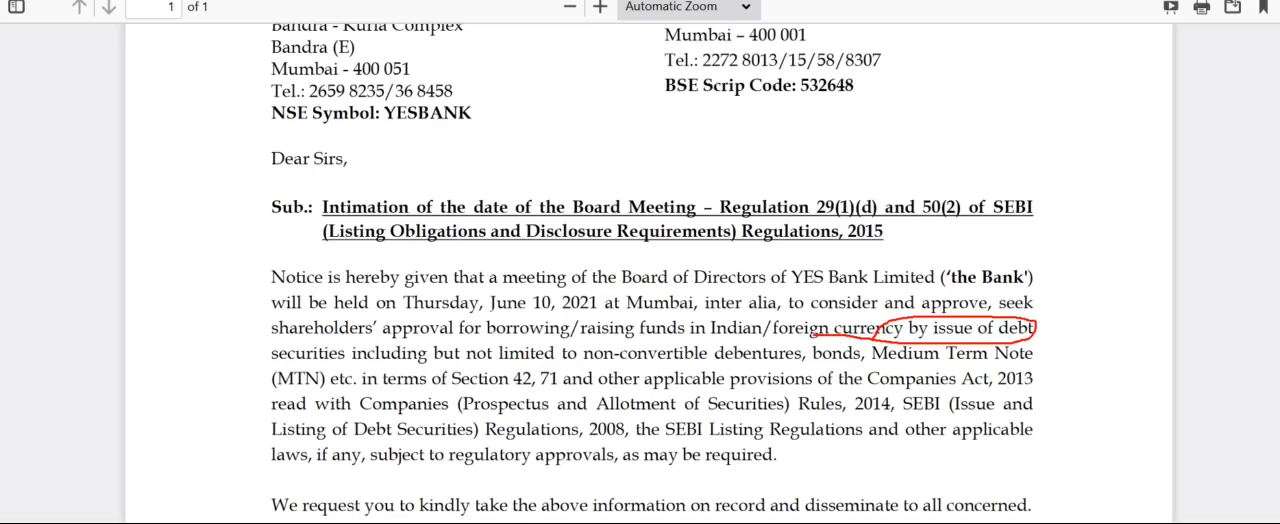 1 of 1
Automatic Zoom
Bandra - Kurla Complex
Bandra (E)
Mumbai - 400 051
Tel.: 2659 8235/36 8458
NSE Symbol: YESBANK
Mumbai – 400 001
Tel.: 2272 8013/15/58/8307
BSE Scrip Code: 532648
Dear Sirs,
Sub.: Intimation of the date of the Board Meeting – Regulation 29(1)(d) and 50(2) of SEBI
(Listing Obligations and Disclosure Requirements) Regulations, 2015
Notice is hereby given that a meeting of the Board of Directors of YES Bank Limited (‘the Bank')
will be held on Thursday, June 10, 2021 at Mumbai, inter alia, to consider and approve, seek
shareholders’ approval for borrowing/raising funds in Indian/foreign currency by issue of debt
securities including but not limited to non-convertible debentures, bonds, Medium Term Note
(MTN) etc. in terms of Section 42, 71 and other applicable provisions of the Companies Act, 2013
read with Companies (Prospectus and Allotment of Securities) Rules, 2014, SEBI (Issue and
Listing of Debt Securities) Regulations, 2008, the SEBI Listing Regulations and other applicable
laws, if any, subject to regulatory approvals, as may be required.
We request you to kindly take the above information on record and disseminate to all concerned.